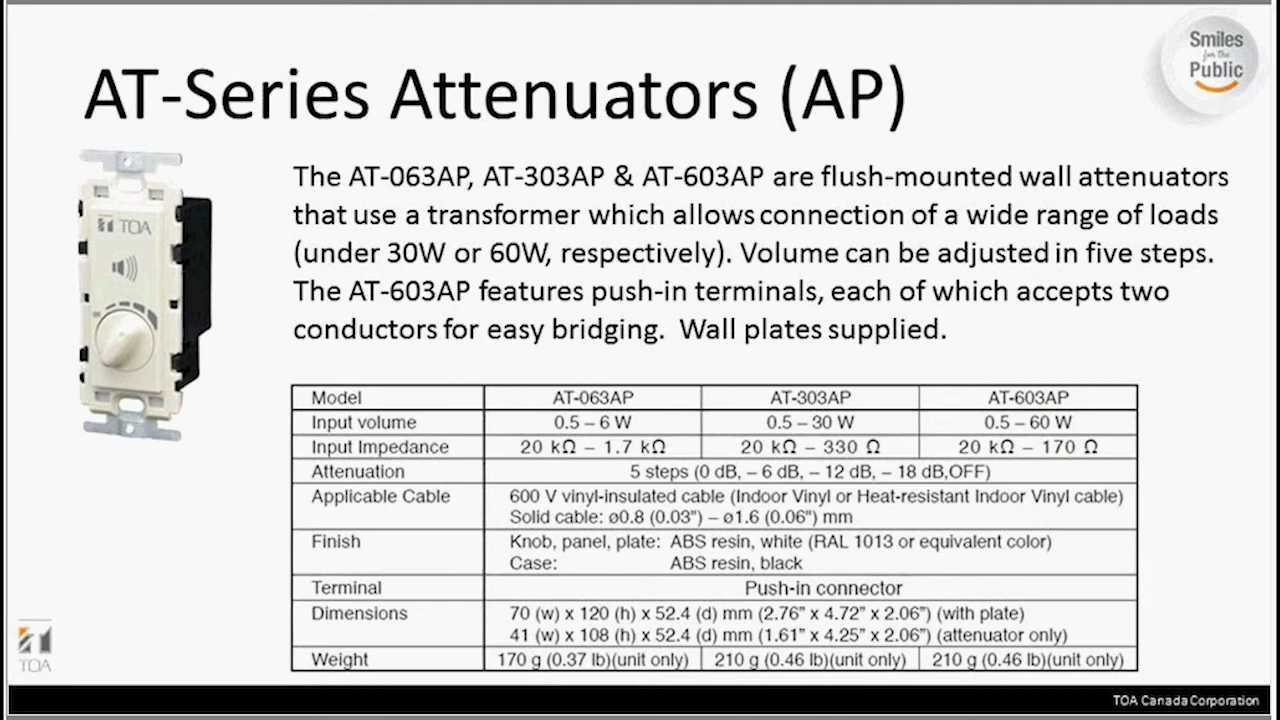 Smiles
for the
Public
AT-Series Attenuators (AP)
TOA
The AT-063AP, AT-303AP & AT-603AP are flush-mounted wall attenuators
that use a transformer which allows connection of a wide range of loads
(under 30W or 60W, respectively). Volume can be adjusted in five steps.
The AT-603AP features push-in terminals, each of which accepts two
conductors for easy bridging. Wall plates supplied.
Model AT-063AP AT-303AP AT-603AP
Input volume 0.5 – 6 W 0.5 – 30 W 0.5 – 60 W
Input Impedance 20 kΩ – 1.7 kΩ 20 kΩ – 330 Ω 20 kΩ – 170 Ω
Attenuation 5 steps (0 dB, – 6 dB, – 12 dB, – 18 dB,OFF)
Applicable Cable 600 V vinyl-insulated cable (Indoor Vinyl or Heat-resistant Indoor Vinyl cable)
Solid cable: ø0.8 (0.03") – ø1.6 (0.06") mm
Finish Knob, panel, plate: ABS resin, white (RAL 1013 or equivalent color)
Case: ABS resin, black
Terminal Push-in connector
Dimensions 70 (w) x 120 (h) x 52.4 (d) mm (2.76” x 4.72” x 2.06”) (with plate)
41 (w) x 108 (h) x 52.4 (d) mm (1.61” x 4.25” x 2.06”) (attenuator only)
Weight 170 g (0.37 lb)(unit only) 210 g (0.46 lb)(unit only) 210 g (0.46 lb)(unit only)
TOA
TOA Canada Corporation